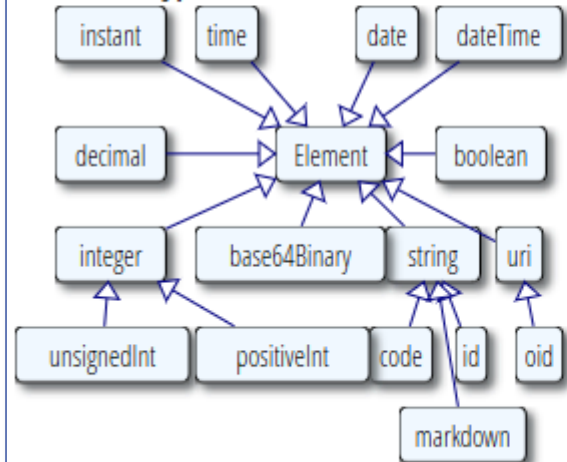 instant time date dateTime
decimal Element boolean
integer base64Binary string uri
unsignedInt positiveInt code id oid
markdown